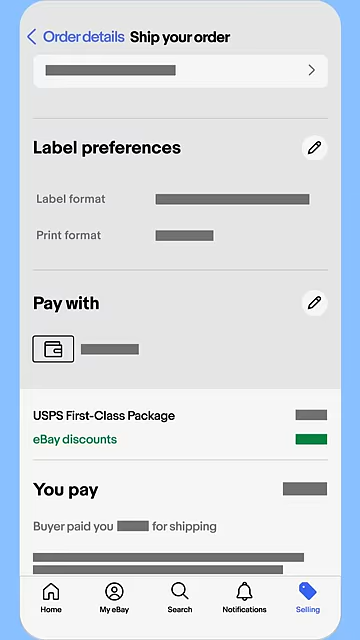 Order details Ship your order
Label preferences
Label format
Print format
Pay with
USPS First-Class Package
eBay discounts
You pay
Buyer paid you for shipping
Home My eBay Search Notifications Selling